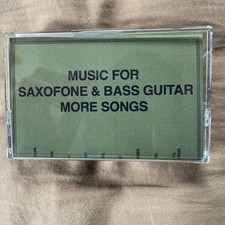 MUSIC FOR
SAXOFONE & BASS GUITAR
MORE SONGS